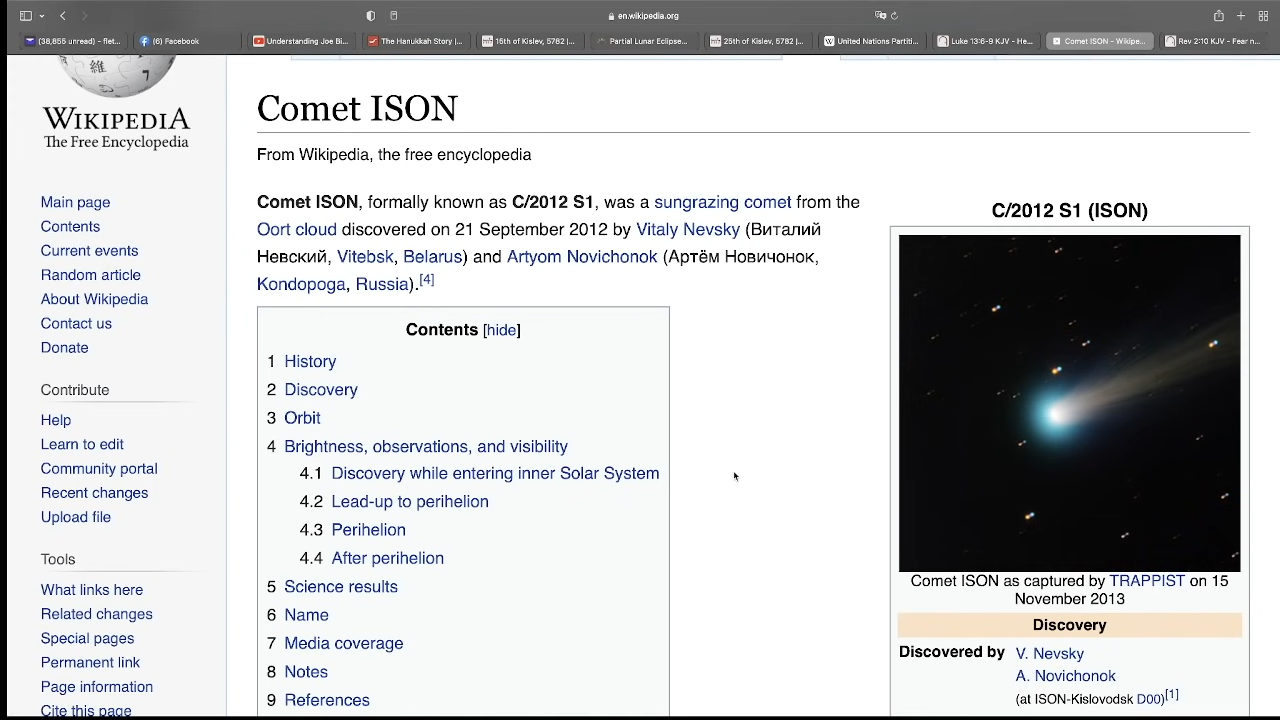 en.wikipedia.org
(38,855 unread) - flet...
(6) Facebook
Understanding Joe Bi...
The Hanukkah Story |...
16th of Kislev, 5782 |...
Partial Lunar Eclipse...
25th of Kislev, 5782 |...
United Nations Partiti...
Luke 13:6-9 KJV - He...
Comet ISON - Wikipe...
Rev 2:10 KJV - Fear n...
維
7
WIKIPEDIA
The Free Encyclopedia
Main page
Contents
Current events
Random article
About Wikipedia
Contact us
Donate
Contribute
Help
Learn to edit
Community portal
Recent changes
Upload file
Tools
What links here
Related changes
Special pages
Permanent link
Page information
Cite this page
Comet ISON
From Wikipedia, the free encyclopedia
Comet ISON, formally known as C/2012 S1, was a sungrazing comet from the
Oort cloud discovered on 21 September 2012 by Vitaly Nevsky (Виталий
Невский, Vitebsk, Belarus) and Artyom Novichonok (Артём Новичонок,
Kondopoga, Russia).[4]
Contents [hide]
1 History
2 Discovery
3 Orbit
4 Brightness, observations, and visibility
4.1 Discovery while entering inner Solar System
4.2 Lead-up to perihelion
4.3 Perihelion
4.4 After perihelion
5 Science results
6 Name
7 Media coverage
8 Notes
9 References
C/2012 S1 (ISON)
Comet ISON as captured by TRAPPIST on 15
November 2013
Discovery
Discovered by V. Nevsky
A. Novichonok
(at ISON-Kislovodsk D00)[1]